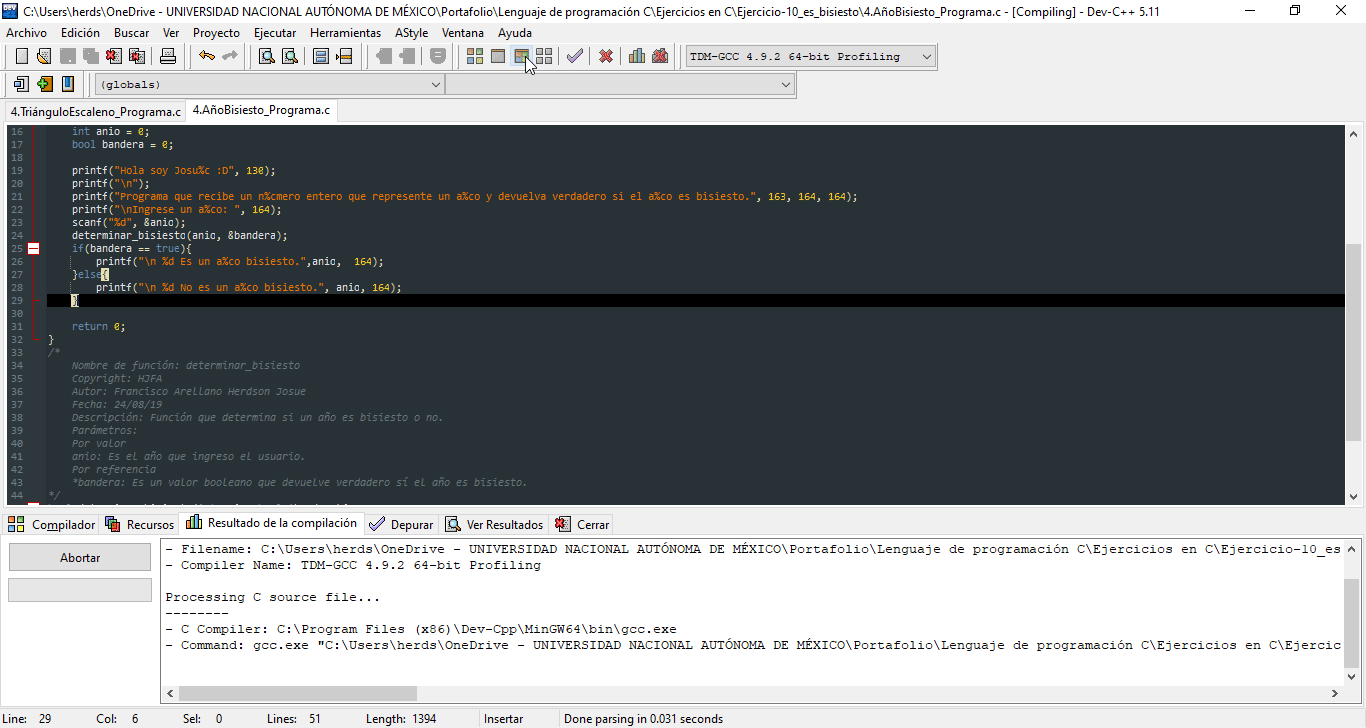 C:\Users\herds\OneDrive - UNIVERSIDAD NACIONAL AUTÓNOMA DE MÉXICO\Portafolio\Lenguaje de programación C\Ejercicios en C\Ejercicio-10_es_bisiesto\4.AñoBisiesto_Programa.c - [Compiling] - Dev-C++ 5.11
Archivo Edición Buscar Ver Proyecto Ejecutar Herramientas AStyle Ventana Ayuda
TDM-GCC 4.9.2 64-bit Profiling
(globals)
4.TriánguloEscaleno_Programa.c 4.AñoBisiesto_Programa.c
16 int anio = 0;
17 bool bandera = 0;
18
19 printf("Hola soy Josu%c :D", 130);
20 printf("\n");
21 printf("Programa que recibe un n%cmero entero que represente un a%co y devuelva verdadero si el a%co es bisiesto.", 163, 164, 164);
22 printf("\nIngrese un a%co: ", 164);
23 scanf("%d", &anio);
24 determinar_bisiesto(anio, &bandera);
25 if(bandera == true){
26 printf("\n %d Es un a%co bisiesto.",anio, 164);
27 }else{
28 printf("\n %d No es un a%co bisiesto.", anio, 164);
29 }
30
31 return 0;
32 }
33 /*
34 Nombre de función: determinar_bisiesto
35 Copyright: HJFA
36 Autor: Francisco Arellano Herdson Josue
37 Fecha: 24/08/19
38 Descripción: Función que determina si un año es bisiesto o no.
39 Parámetros:
40 Por valor
41 anio: Es el año que ingreso el usuario.
42 Por referencia
43 *bandera: Es un valor booleano que devuelve verdadero sí el año es bisiesto.
44 */
Compilador Recursos Resultado de la compilación Depurar Ver Resultados Cerrar
Abortar
- Filename: C:\Users\herds\OneDrive - UNIVERSIDAD NACIONAL AUTÓNOMA DE MÉXICO\Portafolio\Lenguaje de programación C\Ejercicios en C\Ejercicio-10_es
- Compiler Name: TDM-GCC 4.9.2 64-bit Profiling
Processing C source file...
--------
- C Compiler: C:\Program Files (x86)\Dev-Cpp\MinGW64\bin\gcc.exe
- Command: gcc.exe "C:\Users\herds\OneDrive - UNIVERSIDAD NACIONAL AUTÓNOMA DE MÉXICO\Portafolio\Lenguaje de programación C\Ejercicios en C\Ejercic
Line: 29 Col: 6 Sel: 0 Lines: 51 Length: 1394 Insertar Done parsing in 0.031 seconds